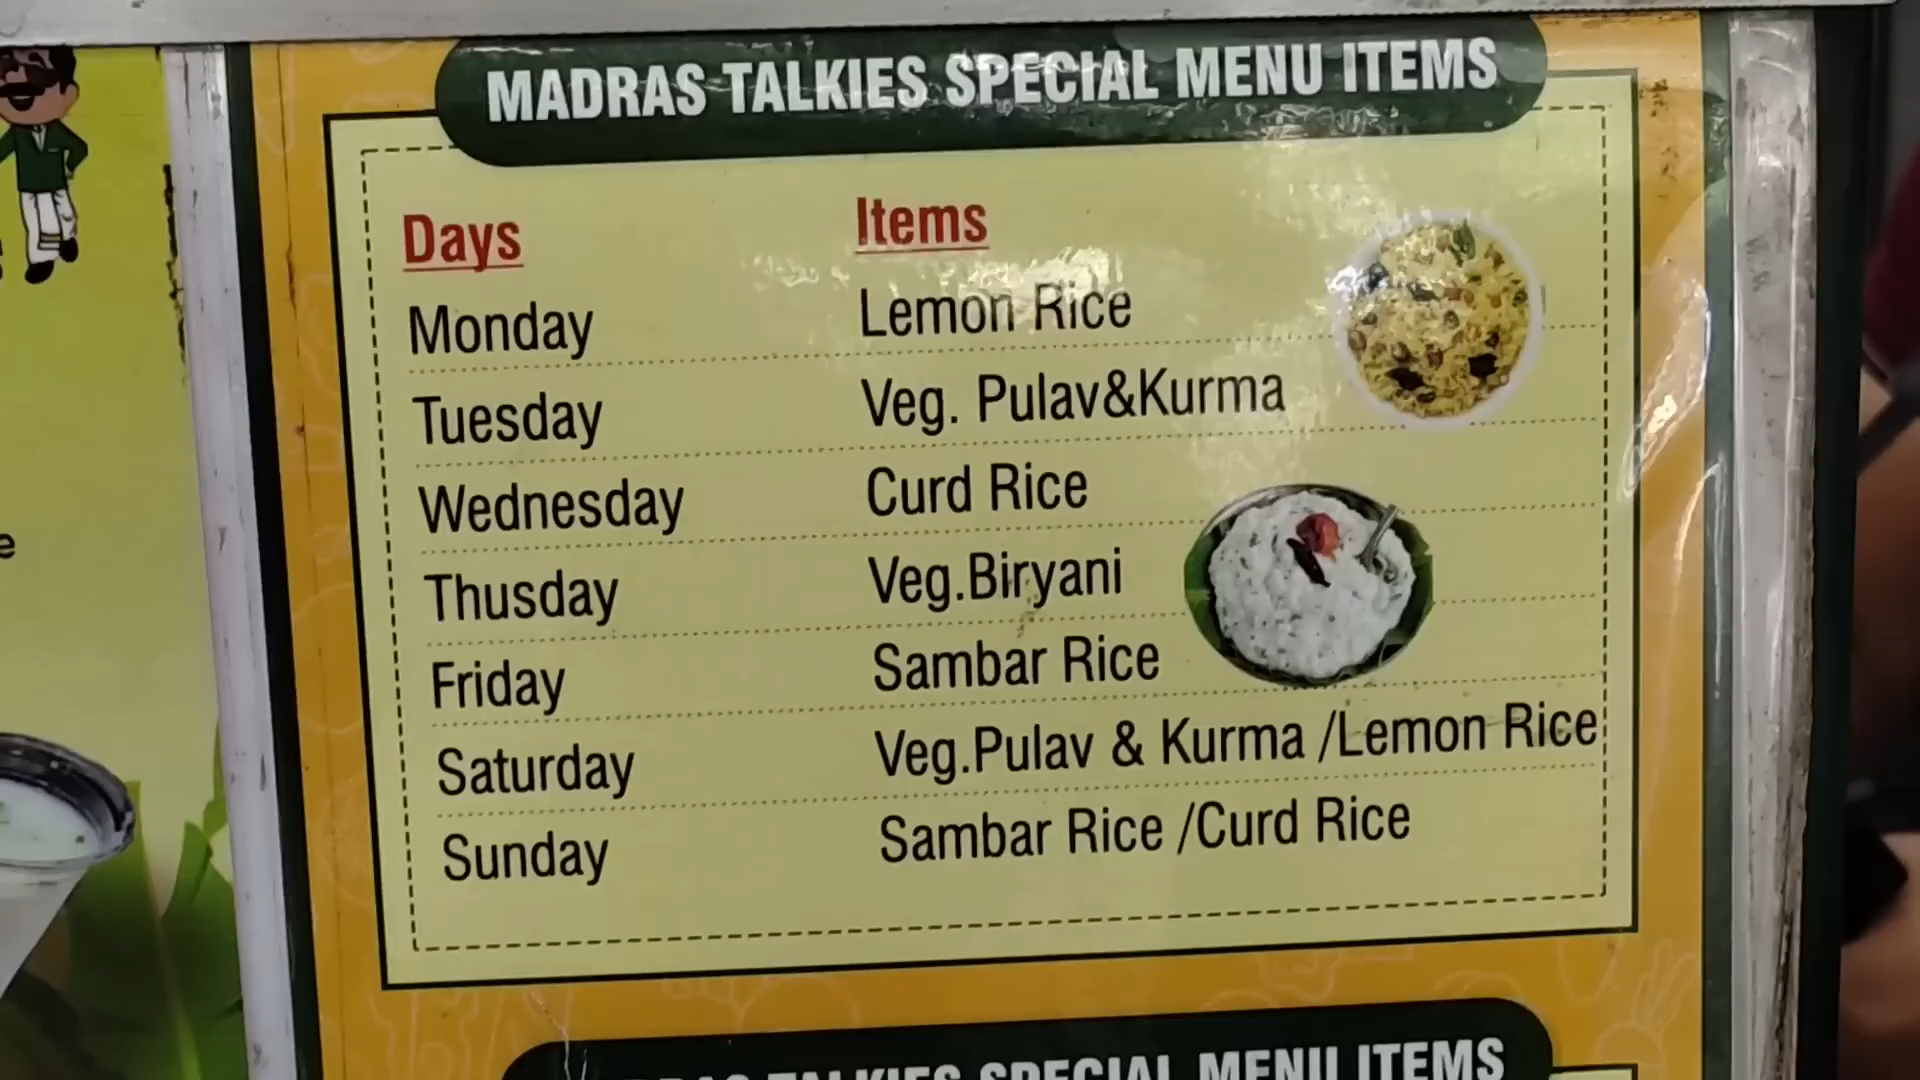 MADRAS TALKIES SPECIAL MENU ITEMS
Days Items
Monday Lemon Rice
Tuesday Veg. Pulav&Kurma
Wednesday Curd Rice
Thusday Veg.Biryani
Friday Sambar Rice
Saturday Veg.Pulav & Kurma /Lemon Rice
Sunday Sambar Rice /Curd Rice
TALKIES SPECIAL MENU ITEMS